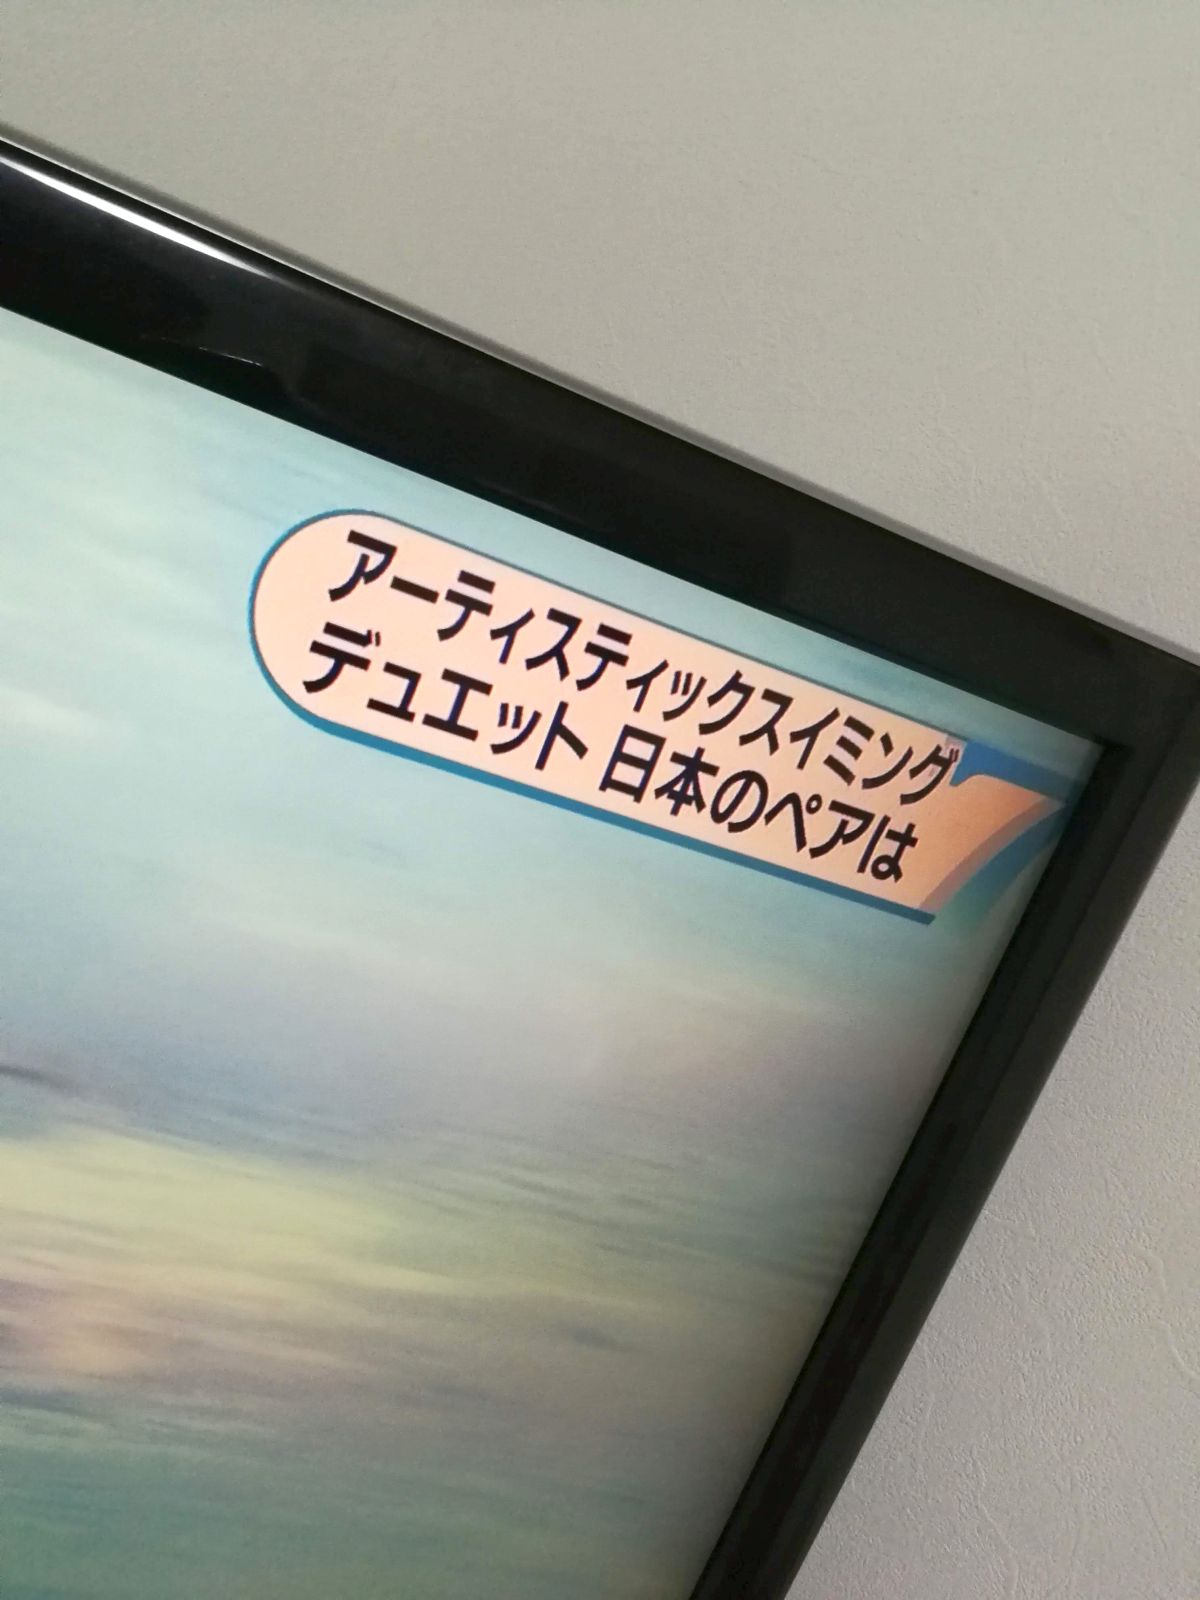 アーティスティックスイミング
デュエット 日本のペアは